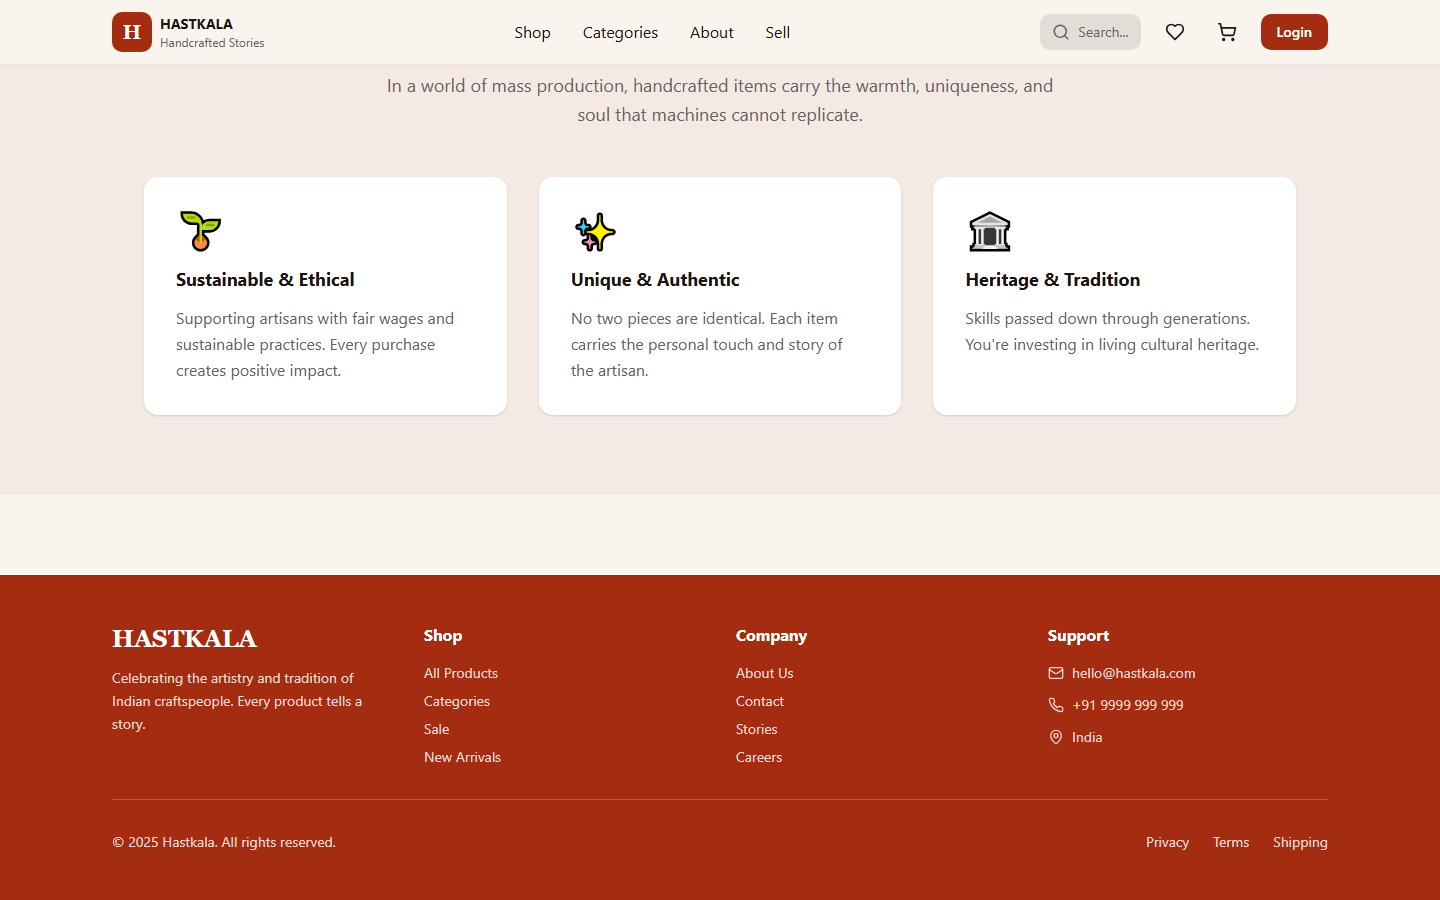 H
HASTKALA
Handcrafted Stories
Shop
Categories
About
Sell
Search...
Login
In a world of mass production, handcrafted items carry the warmth, uniqueness, and
soul that machines cannot replicate.
Sustainable & Ethical
Supporting artisans with fair wages and
sustainable practices. Every purchase
creates positive impact.
Unique & Authentic
No two pieces are identical. Each item
carries the personal touch and story of
the artisan.
Heritage & Tradition
Skills passed down through generations.
You're investing in living cultural heritage.
HASTKALA
Celebrating the artistry and tradition of
Indian craftspeople. Every product tells a
story.
Shop
All Products
Categories
Sale
New Arrivals
Company
About Us
Contact
Stories
Careers
Support
hello@hastkala.com
+91 9999 999 999
India
© 2025 Hastkala. All rights reserved.
Privacy
Terms
Shipping